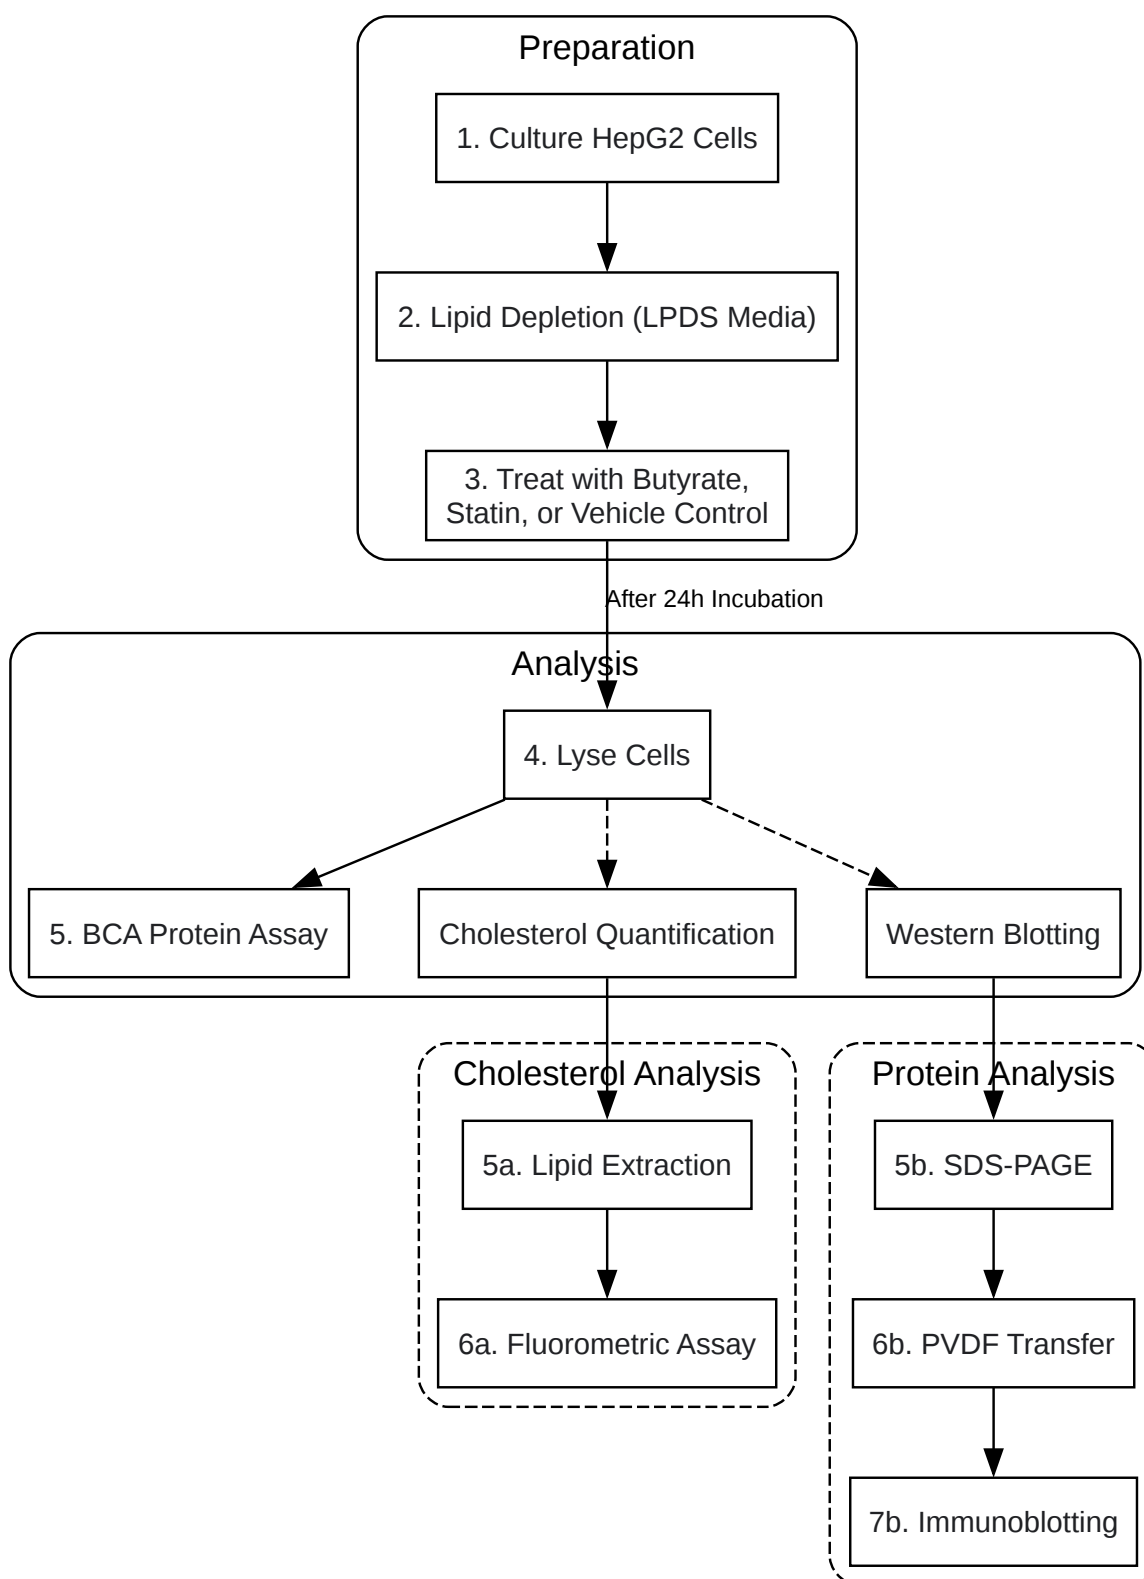 Preparation
1. Culture HepG2 Cells
2. Lipid Depletion (LPDS Media)
3. Treat with Butyrate,
Statin, or Vehicle Control
After 24h Incubation
Analysis
4. Lyse Cells
5. BCA Protein Assay
Cholesterol Quantification
Western Blotting
Cholesterol Analysis
5a. Lipid Extraction
6a. Fluorometric Assay
Protein Analysis
5b. SDS-PAGE
6b. PVDF Transfer
7b. Immunoblotting